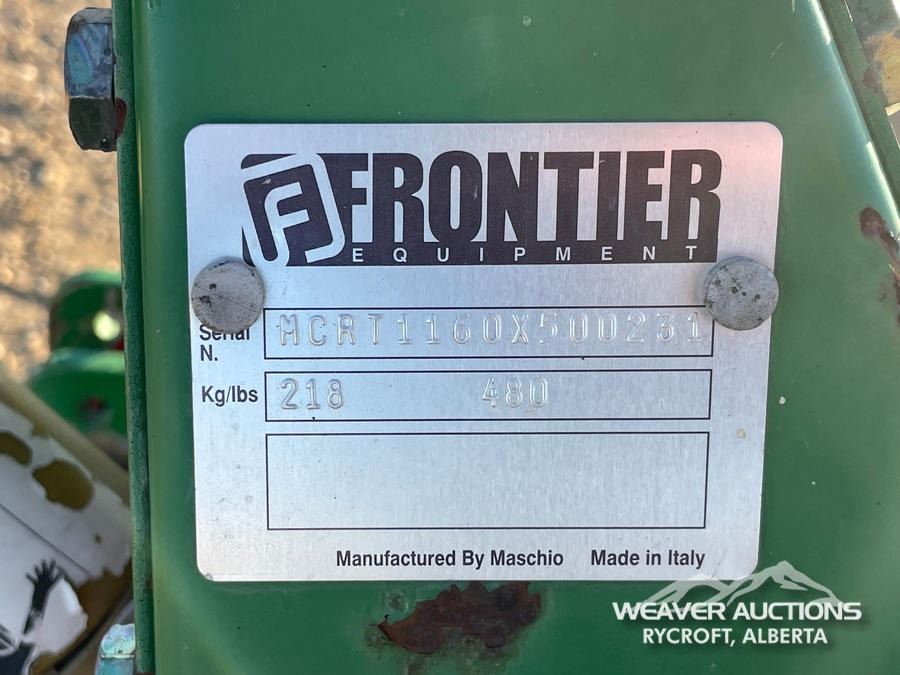 F FRONTIER
EQUIPMENT
Serial N. MCRT1160X500231
Kg/lbs 218 480
Manufactured By Maschio Made in Italy
WEAVER AUCTIONS
RYCROFT, ALBERTA